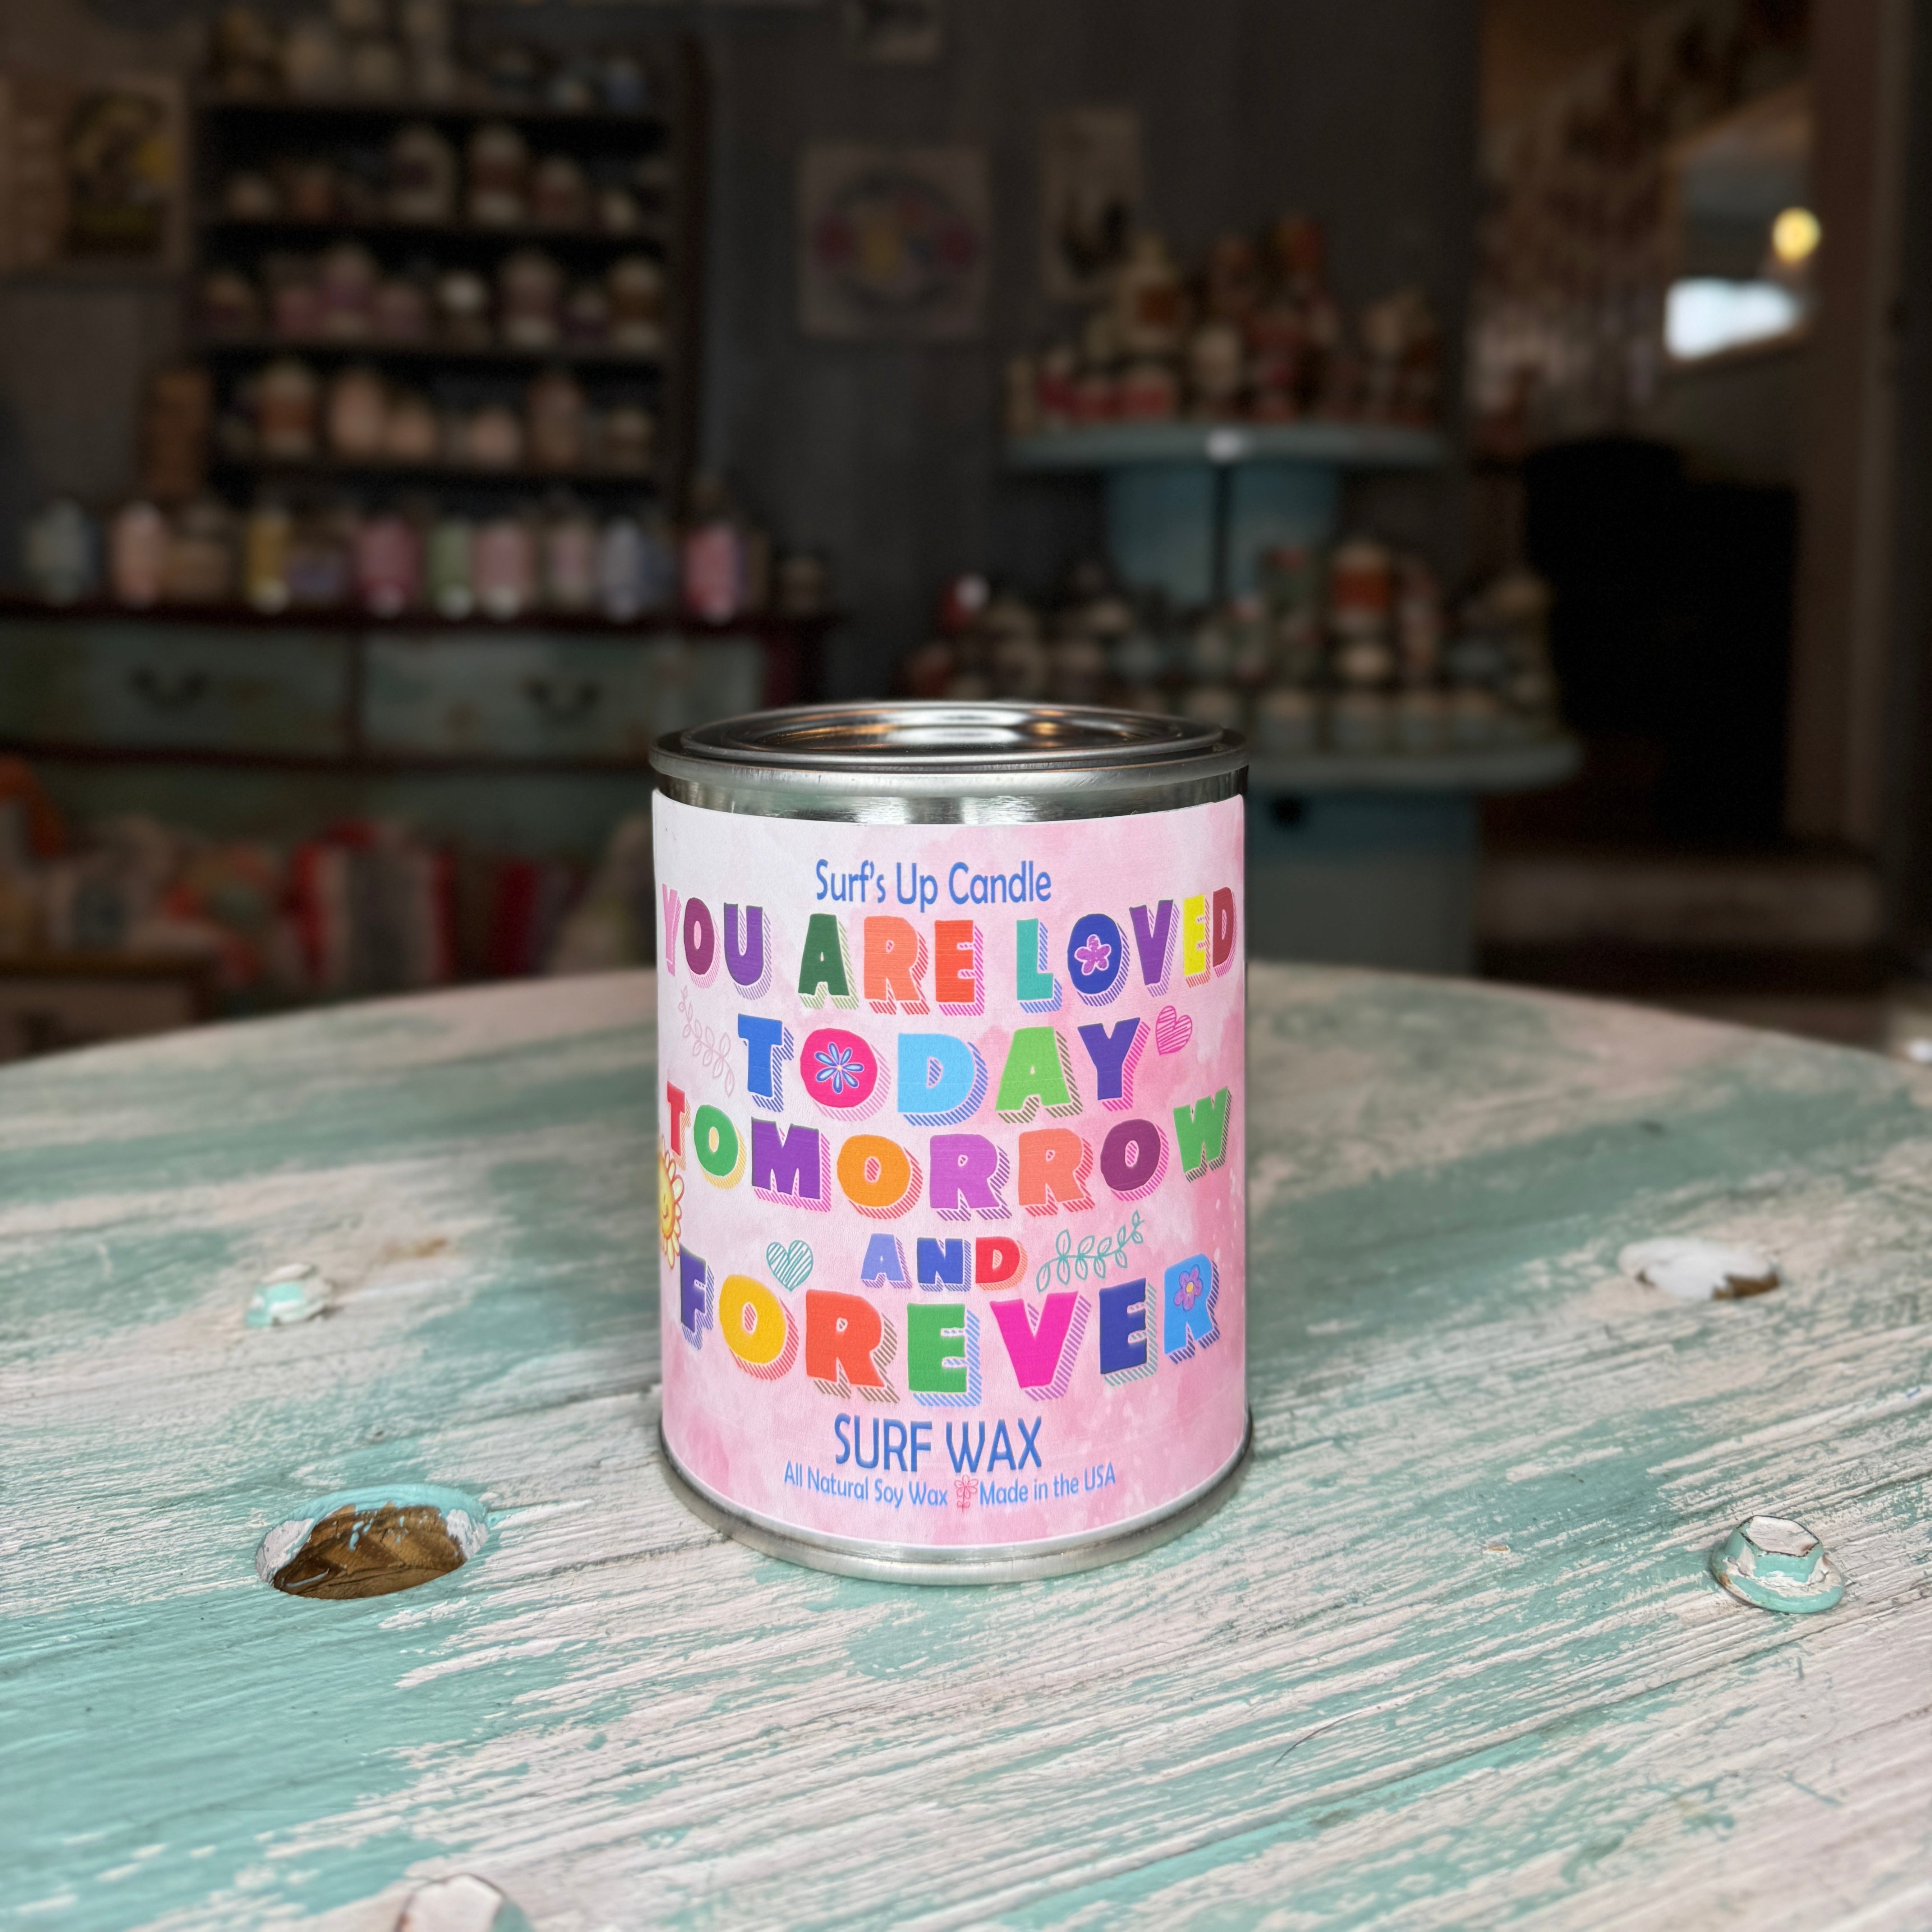 Surf's Up Candle
YOU ARE LOVED
TODAY
TOMORROW
AND
FOREVER
SURF WAX
All Natural Soy Wax Made in the USA